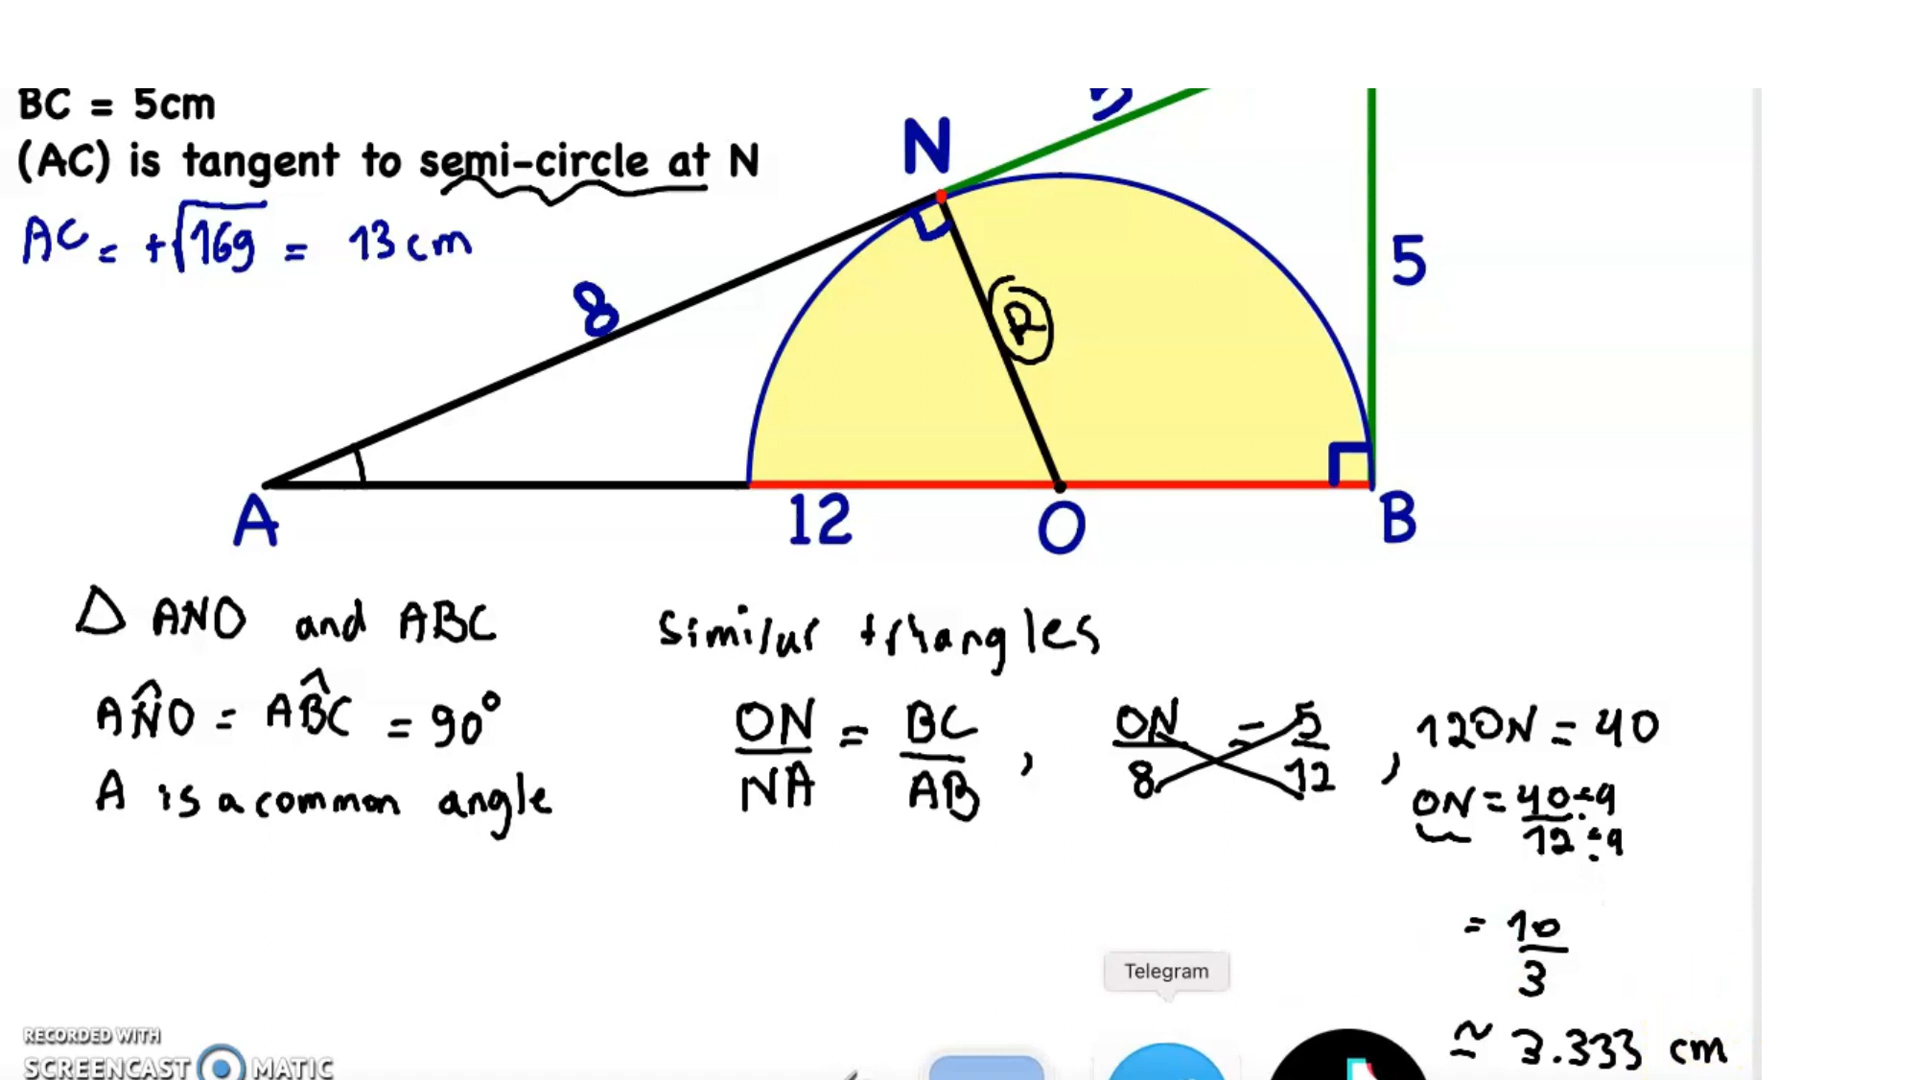 BC = 5cm
(AC) is tangent to semi-circle at N
AC = +√169 = 13 cm
N
8
R
5
A
12
O
B
△ ANO and ABC
Similar triangles
AN̂O = AB̂C = 90°
A is a common angle
ON/NA = BC/AB , ON/8 = 5/12 , 12ON = 40
ON = 40÷4/12÷4
= 10/3
≃ 3.333 cm
Telegram
RECORDED WITH
SCREENCAST MATIC